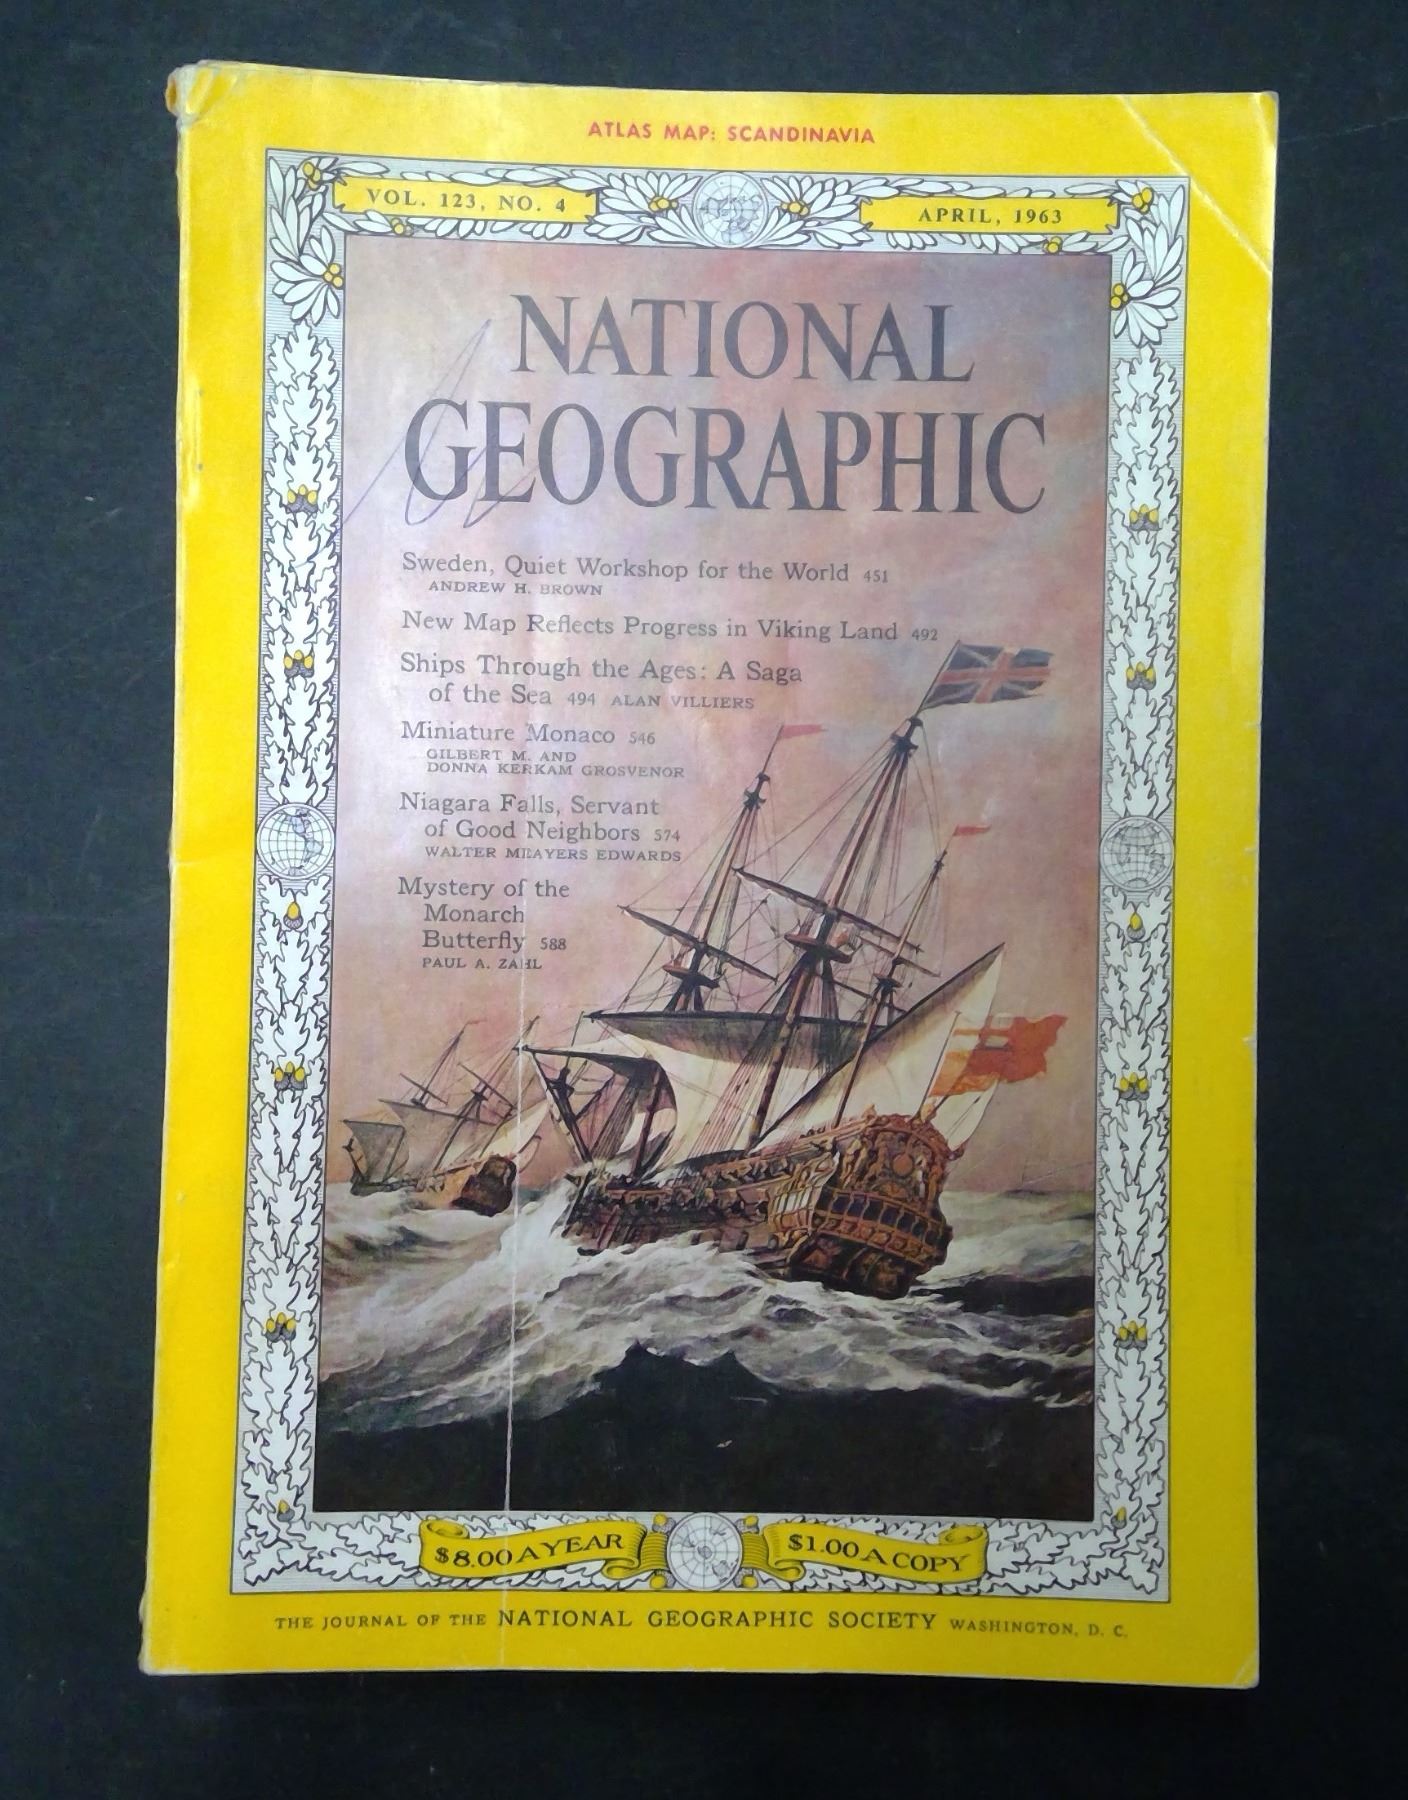 ATLAS MAP: SCANDINAVIA
VOL. 123, NO. 4
APRIL, 1963
NATIONAL
GEOGRAPHIC
Sweden, Quiet Workshop for the World 451
ANDREW H. BROWN
New Map Reflects Progress in Viking Land 492
Ships Through the Ages: A Saga
of the Sea 494 ALAN VILLIERS
Miniature Monaco 546
GILBERT M. AND
DONNA KERKAM GROSVENOR
Niagara Falls, Servant
of Good Neighbors 574
WALTER MEAYERS EDWARDS
Mystery of the
Monarch
Butterfly 588
PAUL A. ZAHL
$8.00 A YEAR
$1.00 A COPY
THE JOURNAL OF THE NATIONAL GEOGRAPHIC SOCIETY WASHINGTON, D. C.